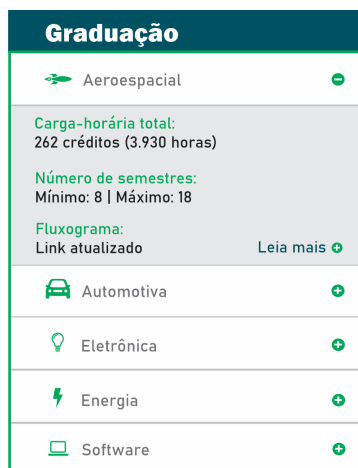 Graduação
Aeroespacial
Carga-horária total:
262 créditos (3.930 horas)
Número de semestres:
Mínimo: 8 | Máximo: 18
Fluxograma:
Link atualizado Leia mais
Automotiva
Eletrônica
Energia
Software